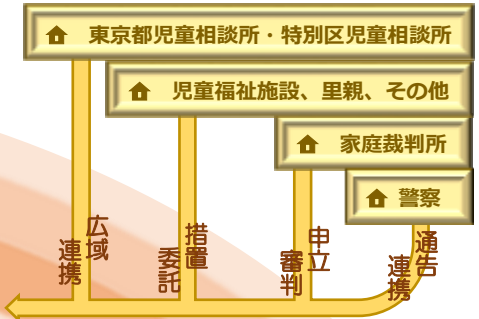 東京都児童相談所・特別区児童相談所
児童福祉施設、里親、その他
家庭裁判所
警察
広域
連携
措置
委託
申立
審判
通告
連携